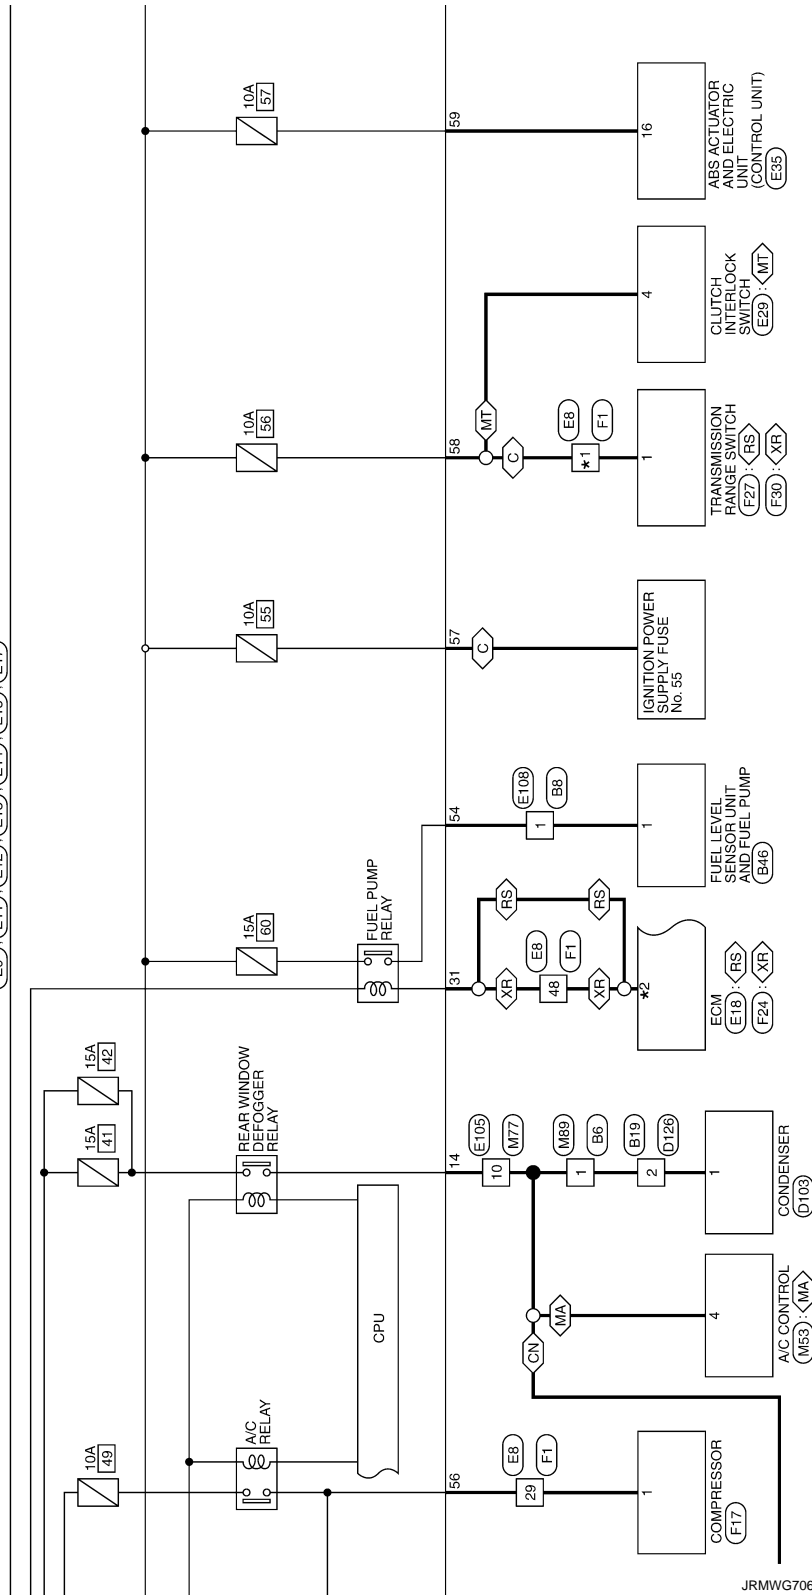 10A
49
15A
41
15A
42
A/C
RELAY
REAR WINDOW
DEFOGGER
RELAY
15A
60
10A
55
10A
56
10A
57
CPU
FUEL PUMP
RELAY
56
14
31
54
57
58
59
E8
29
F1
CN
MA
E105
10
M77
M89
1
B6
B19
2
D126
XR
E8
48
F1
XR
RS
RS
E108
1
B8
C
MT
C
E8
*1
F1
1
COMPRESSOR
F17
4
A/C CONTROL
M53 : MA
1
CONDENSER
D103
*2
ECM
E18 : RS
F24 : XR
1
FUEL LEVEL
SENSOR UNIT
AND FUEL PUMP
B46
IGNITION POWER
SUPPLY FUSE
No. 55
1
TRANSMISSION
RANGE SWITCH
F27 : RS
F30 : XR
4
CLUTCH
INTERLOCK
SWITCH
E29 : MT
16
ABS ACTUATOR
AND ELECTRIC
UNIT
(CONTROL UNIT)
E35
JRMWG706